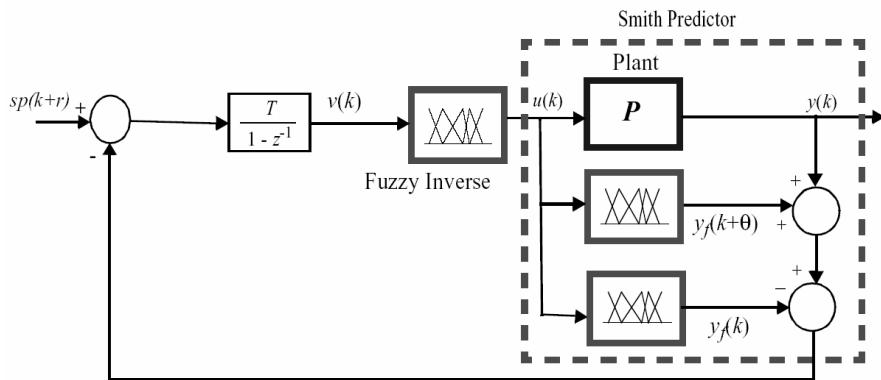 Smith Predictor
Plant
sp(k+r)
+
-
T
1 - z⁻¹
v(k)
Fuzzy Inverse
u(k)
P
y(k)
+
+
y_f(k+θ)
+
−
y_f(k)